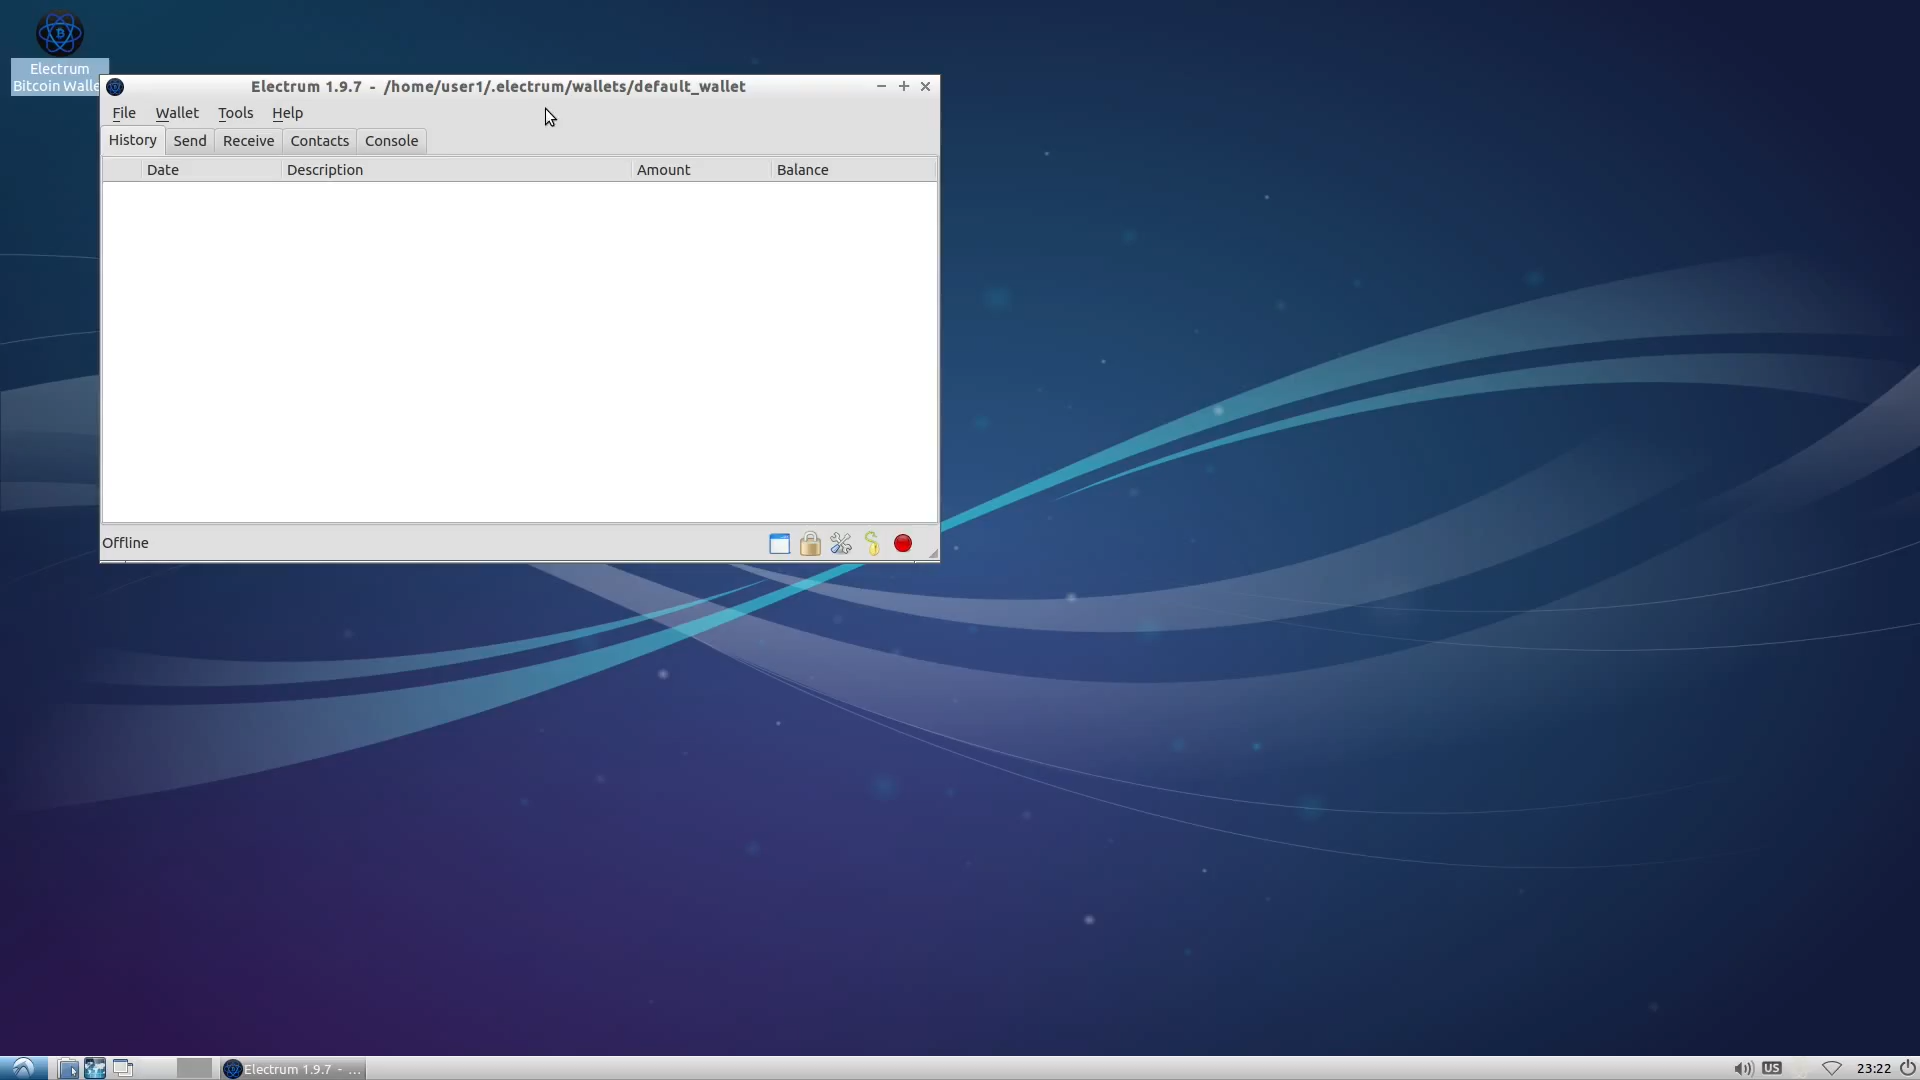 Electrum
Bitcoin Walle
Electrum 1.9.7 - /home/user1/.electrum/wallets/default_wallet
File Wallet Tools Help
History Send Receive Contacts Console
Date Description Amount Balance
Offline
Electrum 1.9.7 - ...
US
23:22